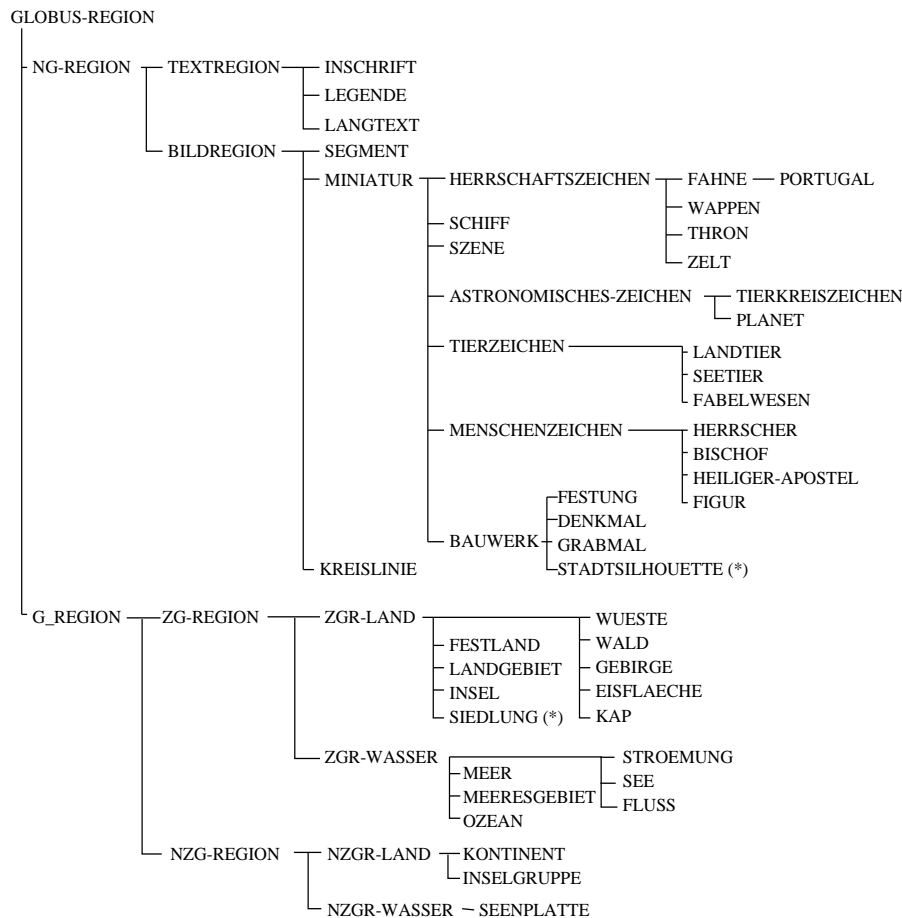 GLOBUS-REGION
NG-REGION TEXTREGION INSCHRIFT
LEGENDE
LANGTEXT
BILDREGION SEGMENT
MINIATUR HERRSCHAFTSZEICHEN FAHNE PORTUGAL
WAPPEN
SCHIFF
THRON
SZENE
ZELT
ASTRONOMISCHES-ZEICHEN TIERKREISZEICHEN
PLANET
TIERZEICHEN LANDTIER
SEETIER
FABELWESEN
MENSCHENZEICHEN HERRSCHER
BISCHOF
HEILIGER-APOSTEL
FIGUR
FESTUNG
DENKMAL
BAUWERK GRABMAL
KREISLINIE STADTSILHOUETTE (*)
G_REGION ZG-REGION ZGR-LAND WUESTE
FESTLAND WALD
LANDGEBIET GEBIRGE
INSEL EISFLAECHE
SIEDLUNG (*) KAP
ZGR-WASSER STROEMUNG
MEER SEE
MEERESGEBIET FLUSS
OZEAN
NZG-REGION NZGR-LAND KONTINENT
INSELGRUPPE
NZGR-WASSER SEENPLATTE